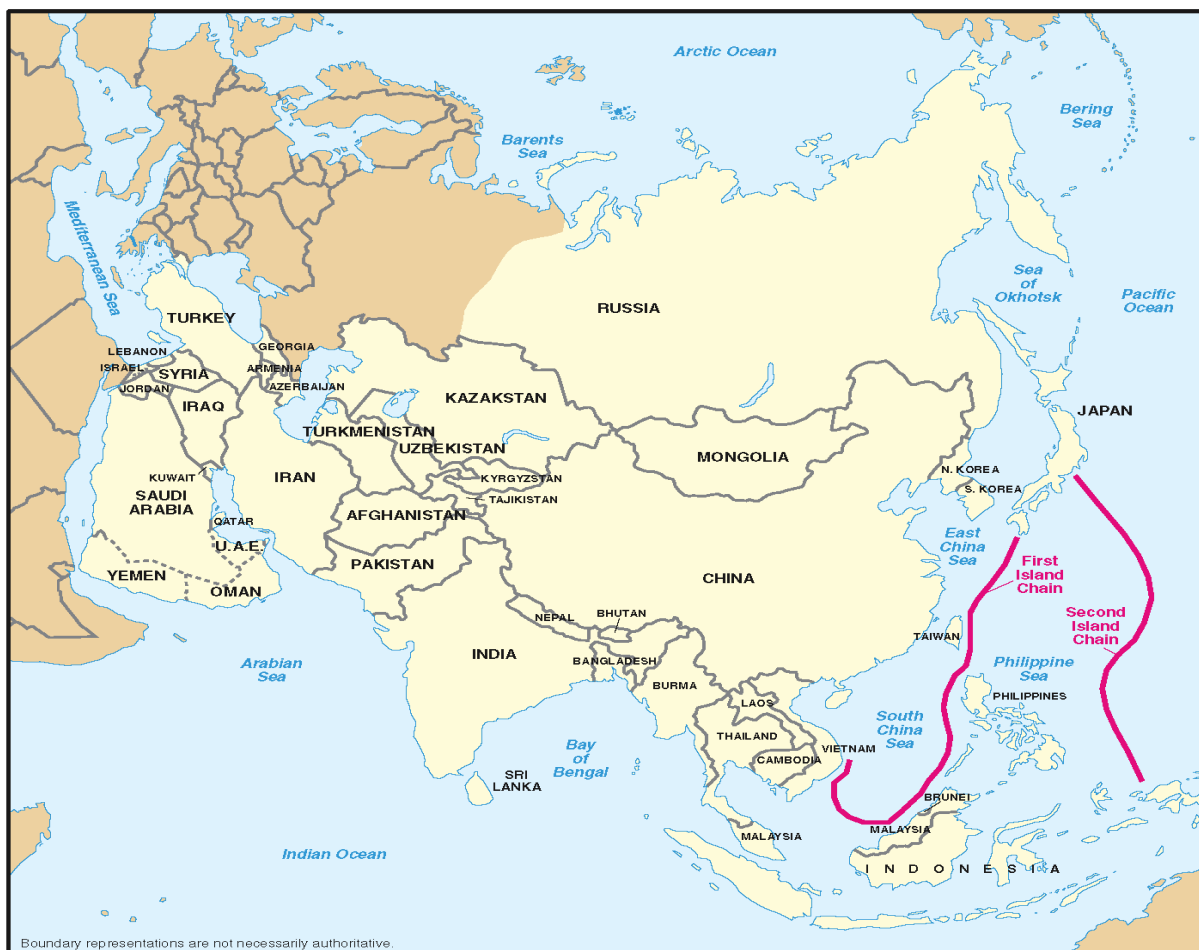 Arctic Ocean
Bering
Sea
Barents
Sea
Mediterranean Sea
Sea
of
Okhotsk
Pacific
Ocean
RUSSIA
TURKEY
GEORGIA
LEBANON
ISRAEL
SYRIA
ARMENIA
JORDAN
AZERBAIJAN
IRAQ
KAZAKSTAN
JAPAN
TURKMENISTAN
UZBEKISTAN
MONGOLIA
KUWAIT
IRAN
KYRGYZSTAN
N. KOREA
S. KOREA
SAUDI
ARABIA
TAJIKISTAN
QATAR
AFGHANISTAN
U.A.E.
East
China
Sea
PAKISTAN
First
Island
Chain
YEMEN
OMAN
CHINA
NEPAL
BHUTAN
Second
Island
Chain
TAIWAN
INDIA
BANGLADESH
Arabian
Sea
Philippine
Sea
BURMA
PHILIPPINES
LAOS
South
China
Sea
THAILAND
VIETNAM
CAMBODIA
Bay
of
Bengal
SRI
LANKA
BRUNEI
MALAYSIA
MALAYSIA
Indian Ocean
INDONESIA
Boundary representations are not necessarily authoritative.